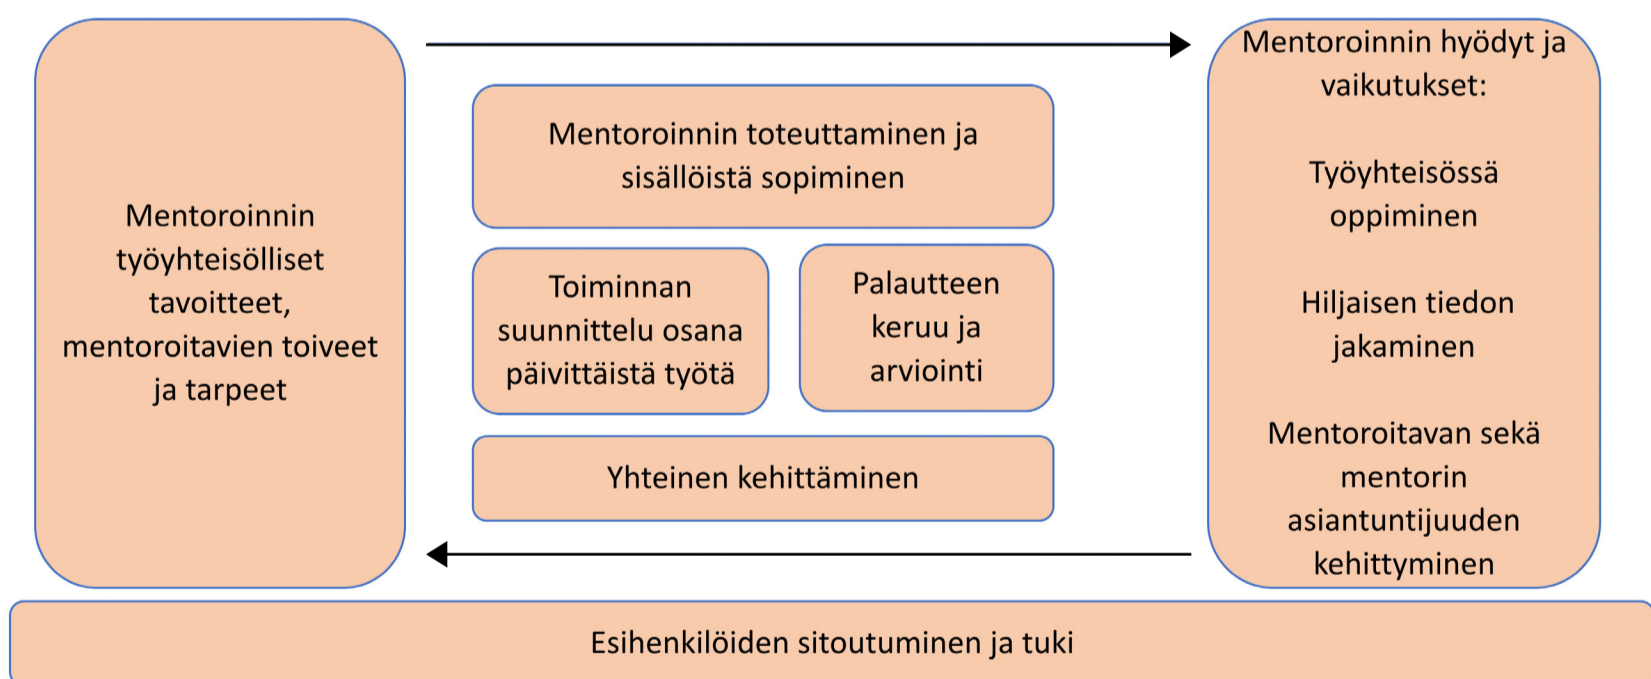 Mentoroinnin
työyhteisölliset
tavoitteet,
mentoroitavien toiveet
ja tarpeet
Mentoroinnin toteuttaminen ja
sisällöistä sopiminen
Toiminnan
suunnittelu osana
päivittäistä työtä
Palautteen
keruu ja
arviointi
Yhteinen kehittäminen
Mentoroinnin hyödyt ja
vaikutukset:
Työyhteisössä
oppiminen
Hiljaisen tiedon
jakaminen
Mentoroitavan sekä
mentorin
asiantuntijuuden
kehittyminen
Esihenkilöiden sitoutuminen ja tuki